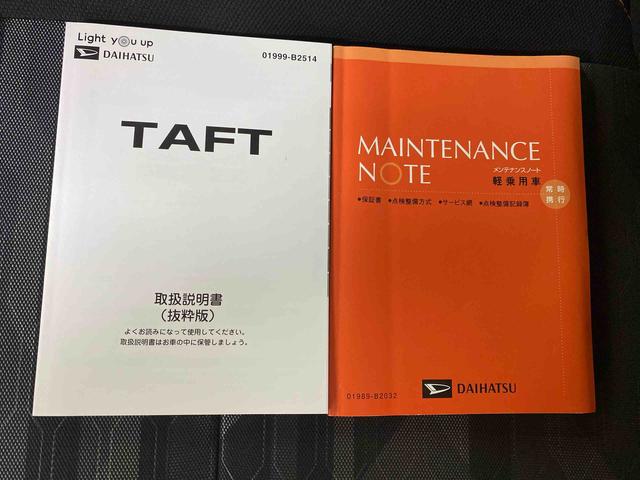 Light you up
DAIHATSU
01999-B2514
TAFT
取扱説明書
（抜粋版）
よくお読みになって使用してください。
取扱説明書はお車の中に保管しましょう。
MAINTENANCE
NOTE
メンテナンスノート
軽乗用車
常時
携行
●保証書 ●点検整備方式 ●サービス網 ●点検整備記録簿
01989-B2032
DAIHATSU